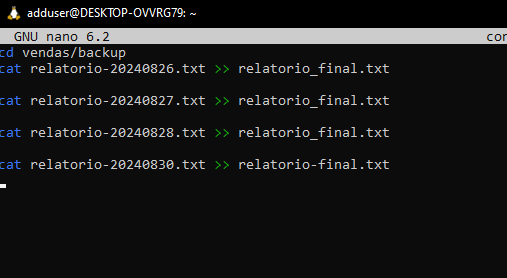 adduser@DESKTOP-OVVRG79: ~
GNU nano 6.2
cd vendas/backup
cat relatorio-20240826.txt >> relatorio_final.txt
cat relatorio-20240827.txt >> relatorio_final.txt
cat relatorio-20240828.txt >> relatorio_final.txt
cat relatorio-20240830.txt >> relatorio-final.txt